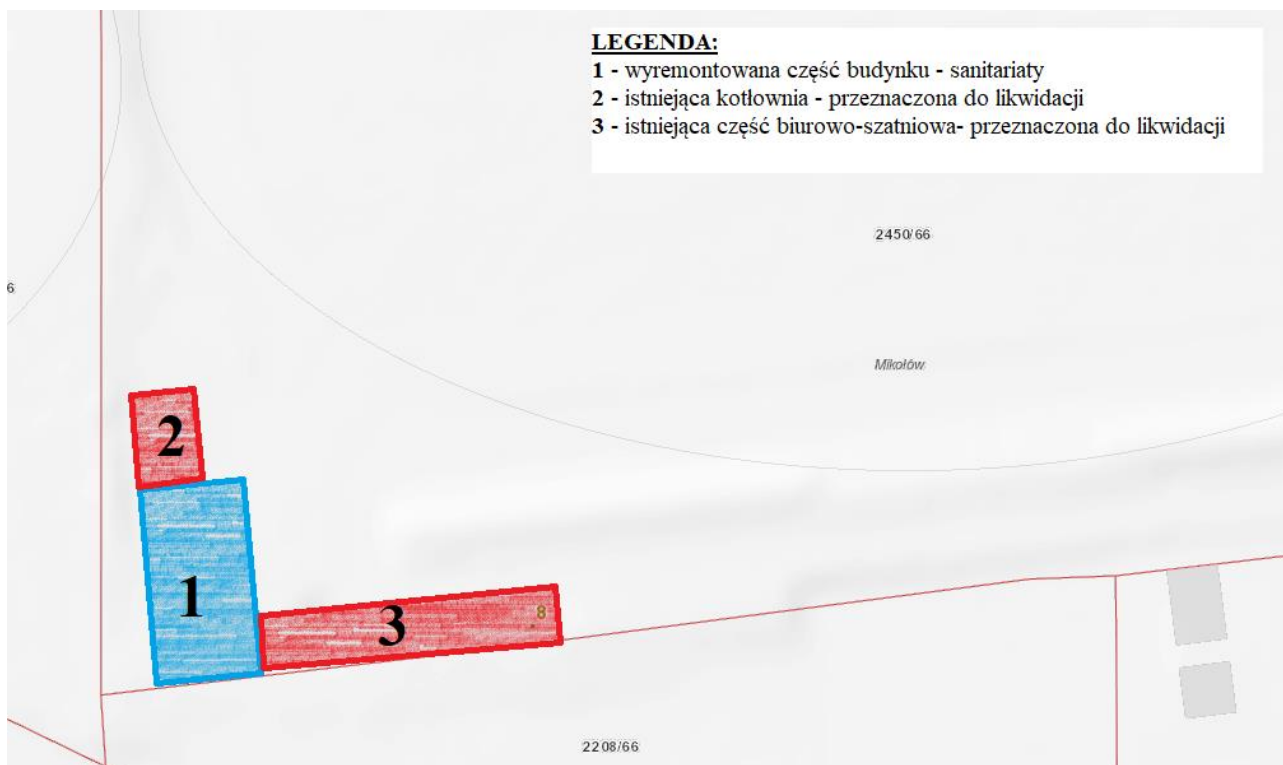 LEGENDA:
1 - wyremontowana część budynku - sanitariaty
2 - istniejąca kotłownia - przeznaczona do likwidacji
3 - istniejąca część biurowo-szatniowa- przeznaczona do likwidacji
2450/66
6
Mikołów
2
1
3
8
2208/66